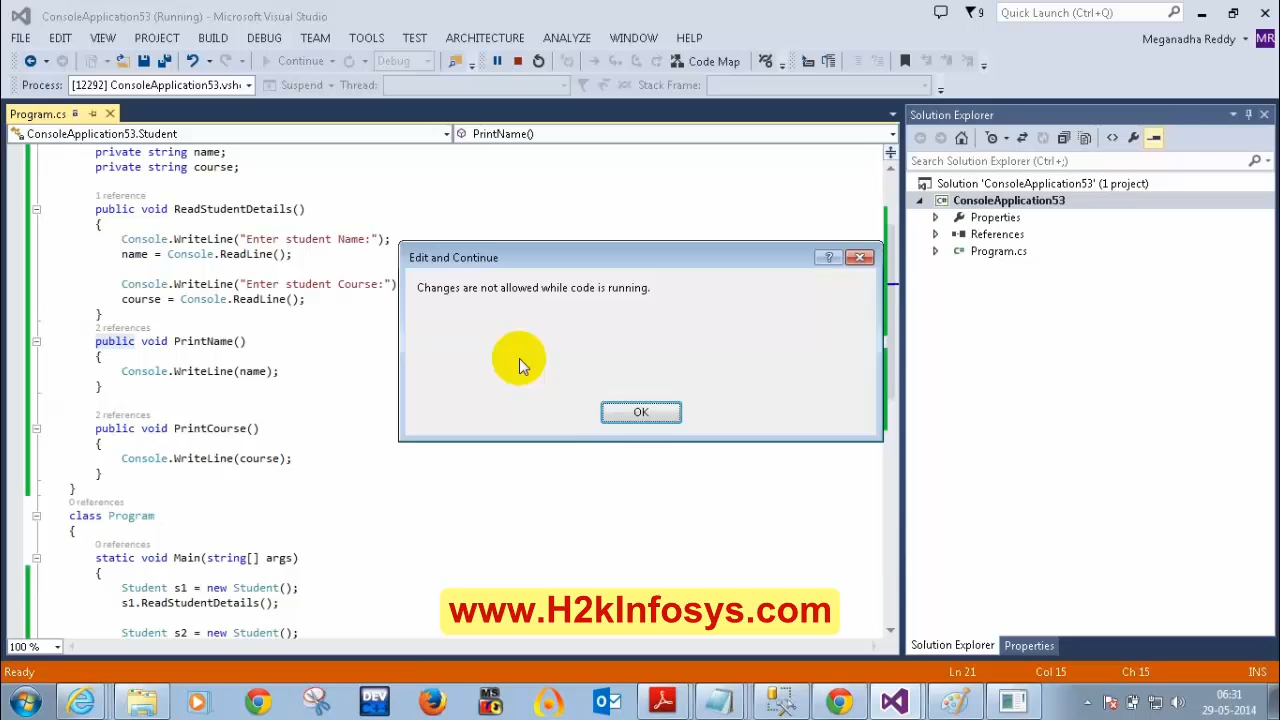 ConsoleApplication53 (Running) - Microsoft Visual Studio
9
Quick Launch (Ctrl+Q)
FILE EDIT VIEW PROJECT BUILD DEBUG TEAM TOOLS TEST ARCHITECTURE ANALYZE WINDOW HELP
Meganadha Reddy MR
Continue Debug Code Map
Process: [12292] ConsoleApplication53.vsh Suspend Thread: Stack Frame:
Program.cs
ConsoleApplication53.Student PrintName()
private string name;
private string course;
1 reference
public void ReadStudentDetails()
{
Console.WriteLine("Enter student Name:");
name = Console.ReadLine();
Console.WriteLine("Enter student Course:")
course = Console.ReadLine();
}
2 references
public void PrintName()
{
Console.WriteLine(name);
}
2 references
public void PrintCourse()
{
Console.WriteLine(course);
}
}
0 references
class Program
{
0 references
static void Main(string[] args)
{
Student s1 = new Student();
s1.ReadStudentDetails();
Student s2 = new Student();
100 %
Edit and Continue
Changes are not allowed while code is running.
OK
www.H2kInfosys.com
Solution Explorer
Search Solution Explorer (Ctrl+;)
Solution 'ConsoleApplication53' (1 project)
ConsoleApplication53
Properties
References
Program.cs
Solution Explorer Properties
Ready Ln 21 Col 15 Ch 15 INS
DEV
MS
06:31
29-05-2014